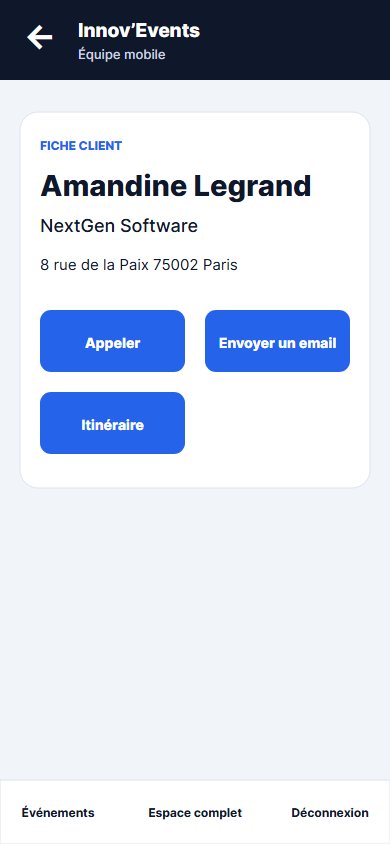 Innov’Events
Équipe mobile
FICHE CLIENT
Amandine Legrand
NextGen Software
8 rue de la Paix 75002 Paris
Appeler
Envoyer un email
Itinéraire
Événements
Espace complet
Déconnexion